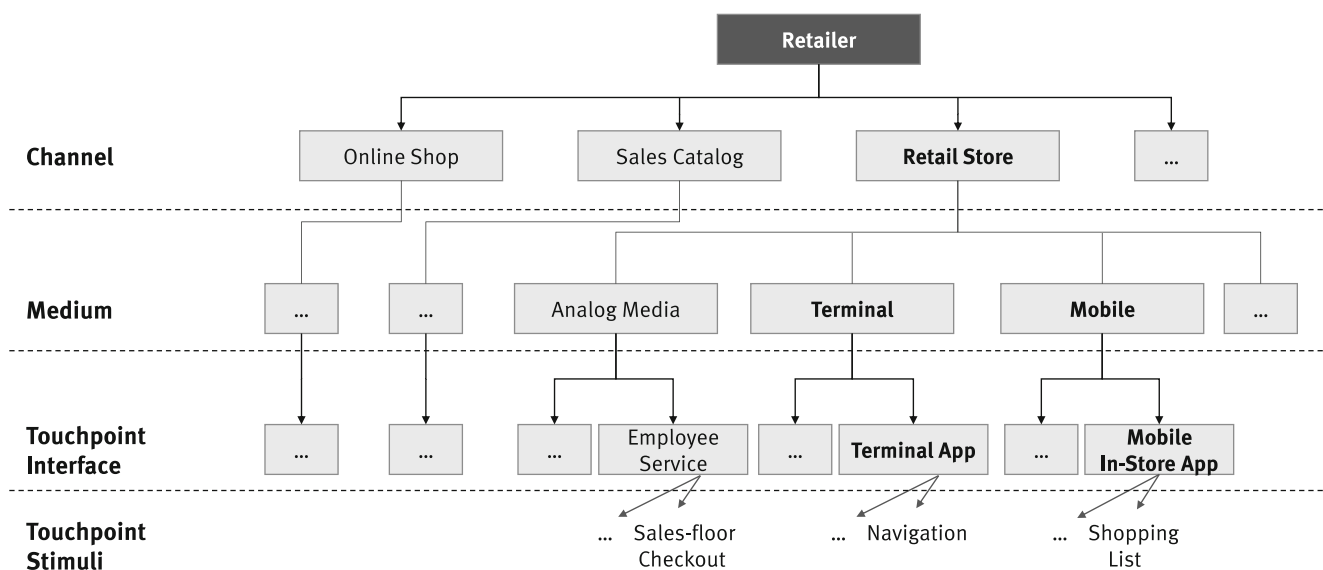 Retailer
Channel
Online Shop
Sales Catalog
Retail Store
...
Medium
...
...
Analog Media
Terminal
Mobile
...
Touchpoint
Interface
...
...
...
Employee
Service
...
Terminal App
...
Mobile
In-Store App
Touchpoint
Stimuli
... Sales-floor
Checkout
... Navigation
... Shopping
List